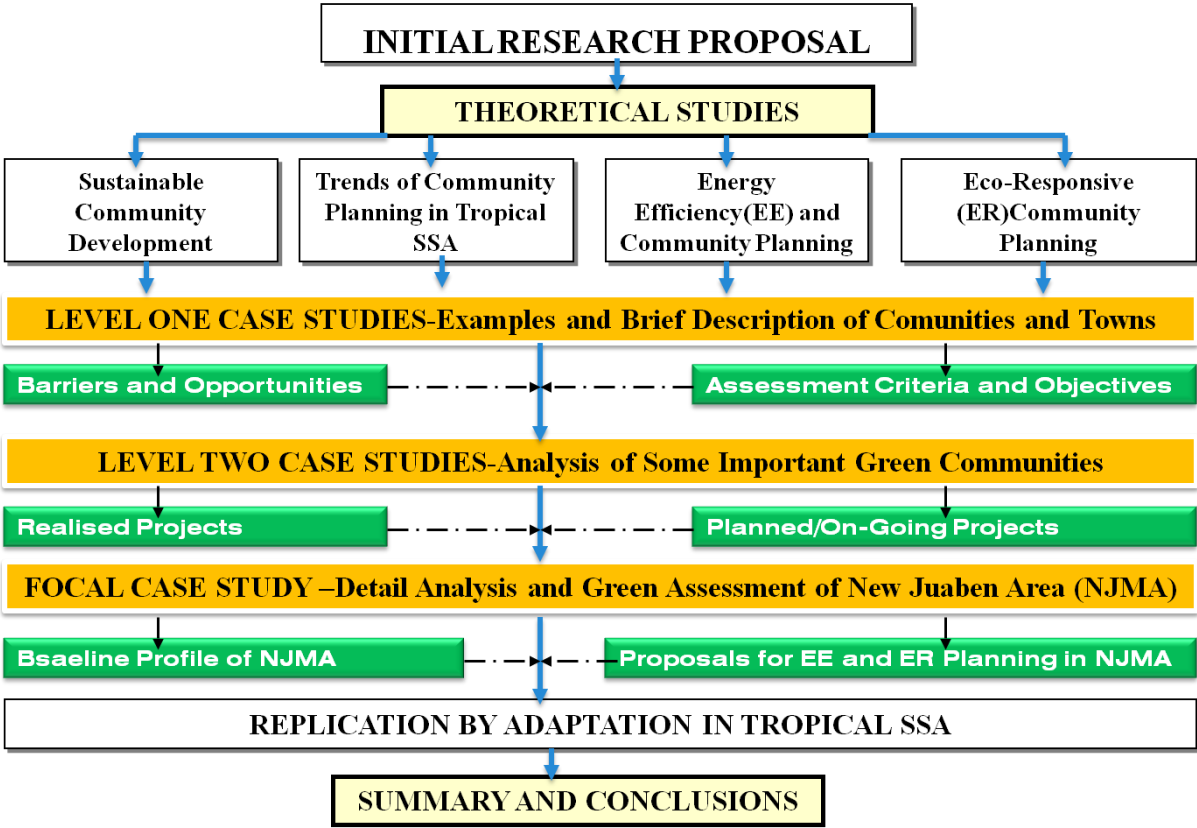 INITIAL RESEARCH PROPOSAL
THEORETICAL STUDIES
Sustainable
Community
Development
Trends of Community
Planning in Tropical
SSA
Energy
Efficiency(EE) and
Community Planning
Eco-Responsive
(ER)Community
Planning
LEVEL ONE CASE STUDIES-Examples and Brief Description of Comunities and Towns
Barriers and Opportunities
Assessment Criteria and Objectives
LEVEL TWO CASE STUDIES-Analysis of Some Important Green Communities
Realised Projects
Planned/On-Going Projects
FOCAL CASE STUDY –Detail Analysis and Green Assessment of New Juaben Area (NJMA)
Bsaeline Profile of NJMA
Proposals for EE and ER Planning in NJMA
REPLICATION BY ADAPTATION IN TROPICAL SSA
SUMMARY AND CONCLUSIONS